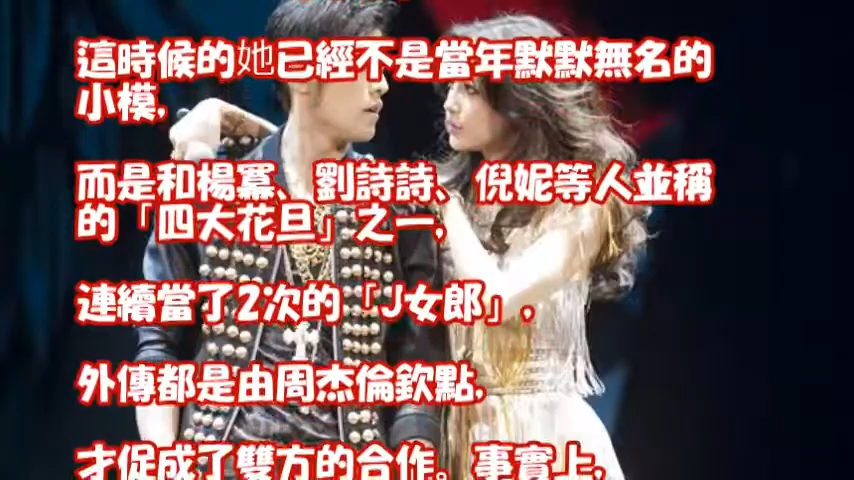 這時候的她已經不是當年默默無名的
小模,
而是和楊冪、劉詩詩、倪妮等人並稱
的「四大花旦」之一,
連續當了2次的「J女郎」,
外傳都是由周杰倫欽點,
才促成了雙方的合作。事實上,